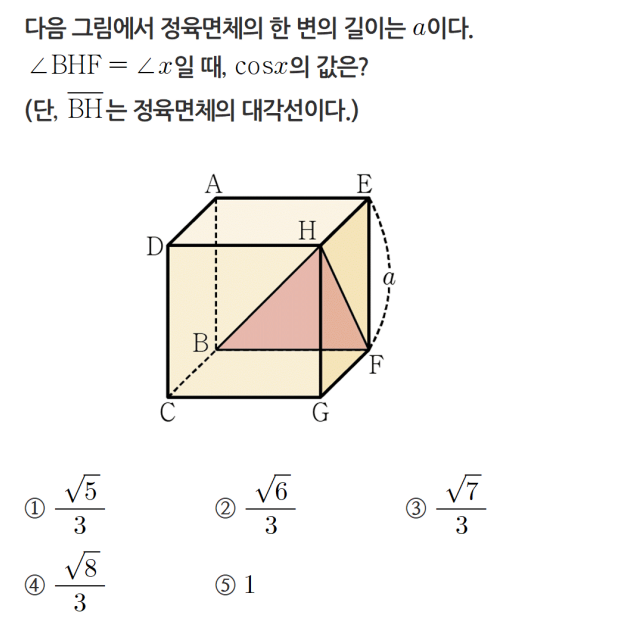 다음 그림에서 정육면체의 한 변의 길이는 a이다.
∠BHF = ∠x일 때, cosx의 값은?
(단, \overline{BH}는 정육면체의 대각선이다.)
A E
H
D
a
B
F
C G
① √5/3 ② √6/3 ③ √7/3
④ √8/3 ⑤ 1